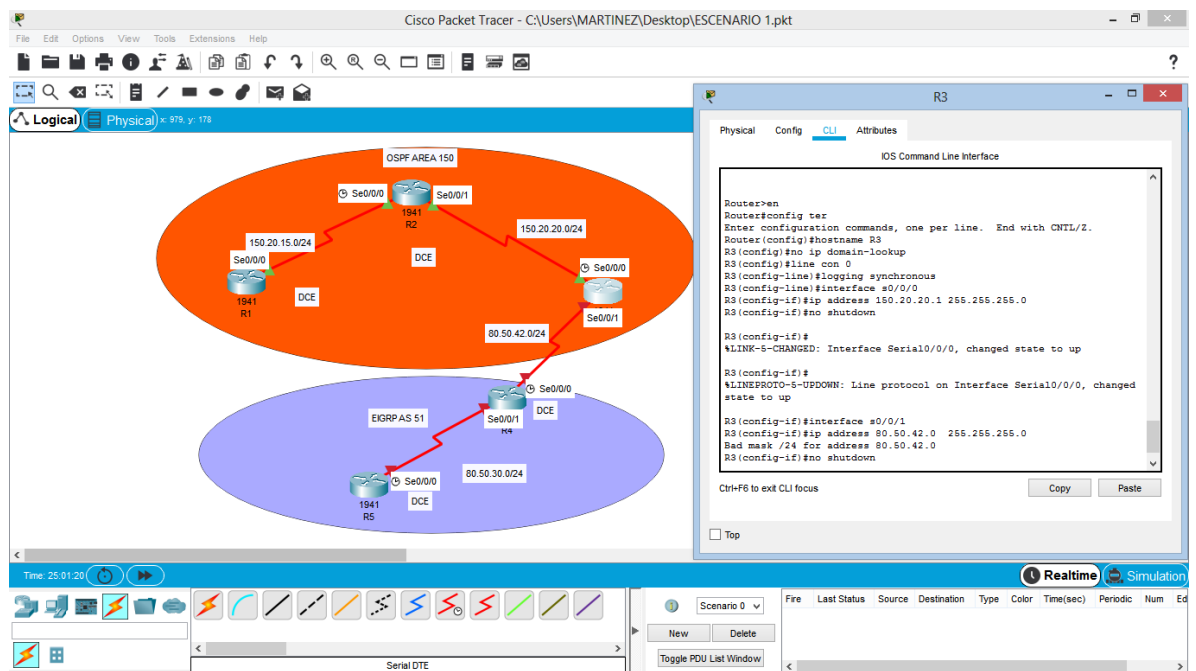 Cisco Packet Tracer - C:\Users\MARTINEZ\Desktop\ESCENARIO 1.pkt
File Edit Options View Tools Extensions Help
?
Logical
Physical
x: 979, y: 178
OSPF AREA 150
Se0/0/0
Se0/0/1
1941
R2
150.20.20.0/24
150.20.15.0/24
DCE
Se0/0/0
Se0/0/0
1941
R1
DCE
Se0/0/1
80.50.42.0/24
Se0/0/0
EIGRP AS 51
Se0/0/1
DCE
R4
80.50.30.0/24
Se0/0/0
1941
R5
DCE
R3
Physical Config CLI Attributes
IOS Command Line Interface
Router>en
Router#config ter
Enter configuration commands, one per line. End with CNTL/Z.
Router(config)#hostname R3
R3(config)#no ip domain-lookup
R3(config)#line con 0
R3(config-line)#logging synchronous
R3(config-line)#interface s0/0/0
R3(config-if)#ip address 150.20.20.1 255.255.255.0
R3(config-if)#no shutdown
R3(config-if)#
%LINK-5-CHANGED: Interface Serial0/0/0, changed state to up
R3(config-if)#
%LINEPROTO-5-UPDOWN: Line protocol on Interface Serial0/0/0, changed
state to up
R3(config-if)#interface s0/0/1
R3(config-if)#ip address 80.50.42.0 255.255.255.0
Bad mask /24 for address 80.50.42.0
R3(config-if)#no shutdown
Ctrl+F6 to exit CLI focus
Copy
Paste
Top
Time: 25:01:20
Realtime
Simulation
Scenario 0
New
Delete
Toggle PDU List Window
Fire Last Status Source Destination Type Color Time(sec) Periodic Num Ed
Serial DTE